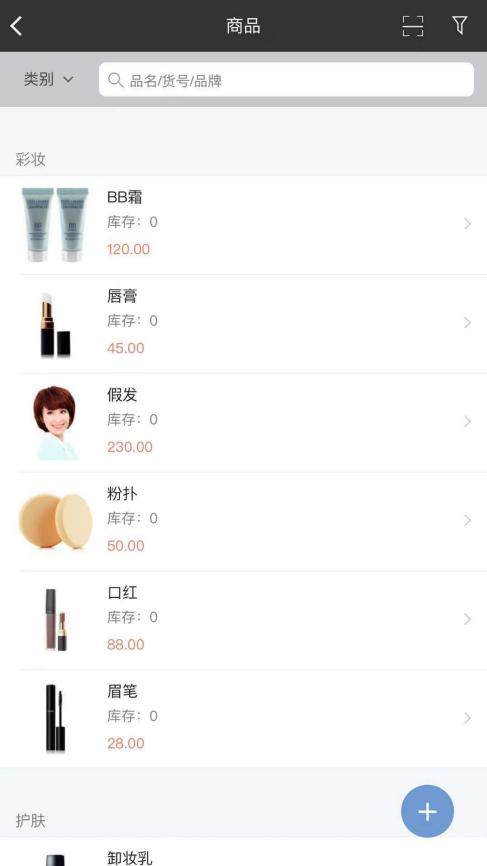 商品
类别
品名/货号/品牌
彩妆
BB霜
库存：0
120.00
唇膏
库存：0
45.00
假发
库存：0
230.00
粉扑
库存：0
50.00
口红
库存：0
88.00
眉笔
库存：0
28.00
护肤
卸妆乳